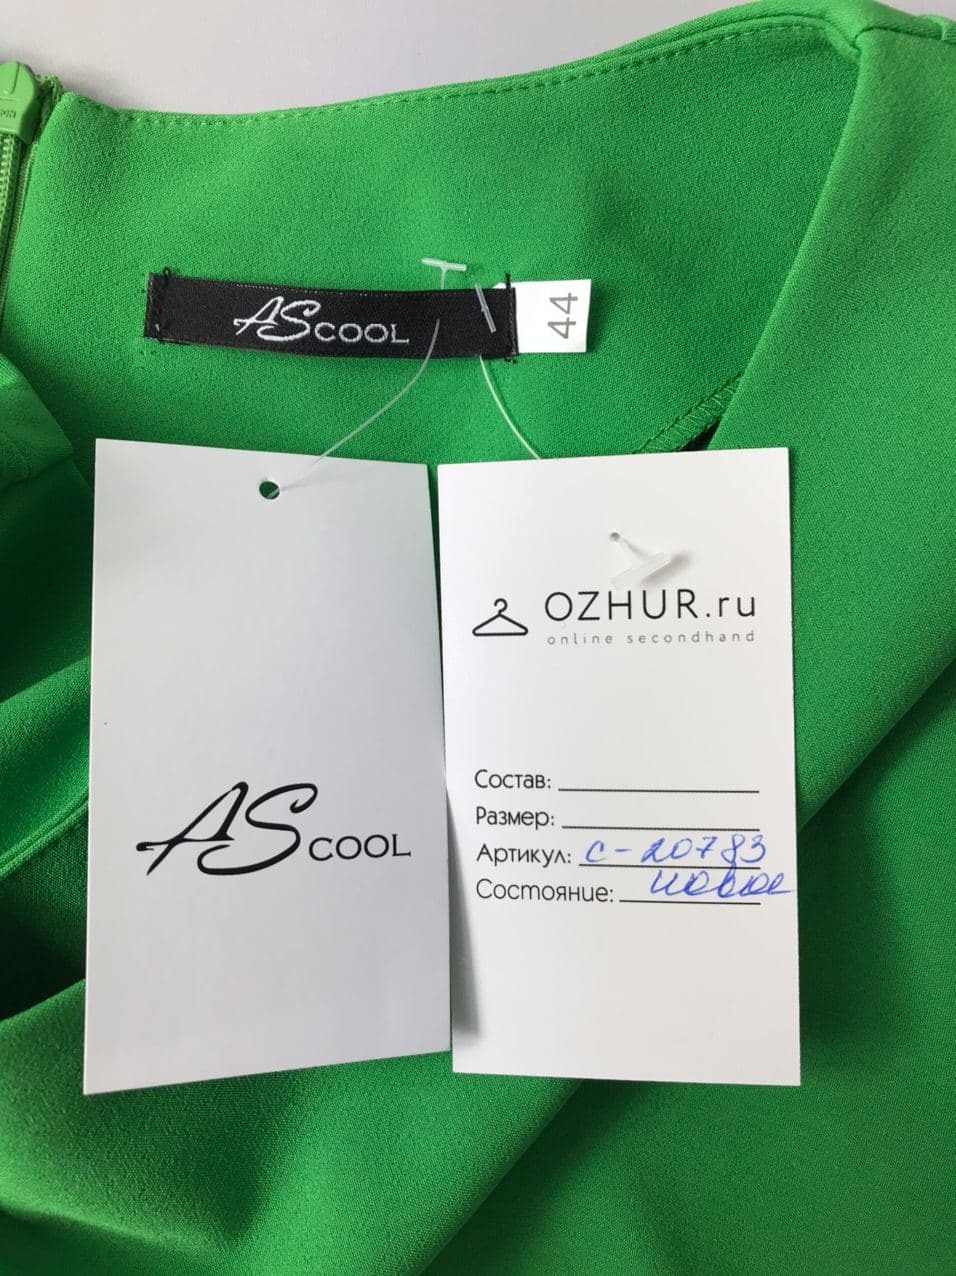 AS COOL
44
AS COOL
OZHUR.ru
online secondhand
Состав:
Размер:
Артикул: С-20783
Состояние: новое